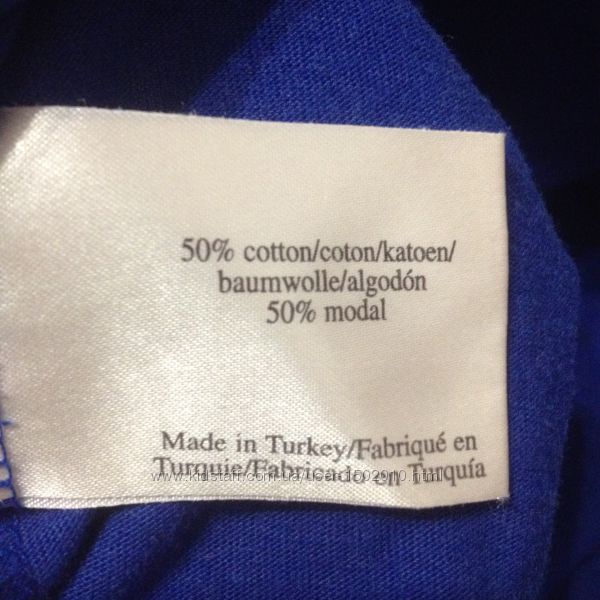 50% cotton/coton/katoen/
baumwolle/algodón
50% modal
Made in Turkey/Fabriqué en
Turquie/Fabricado en Turquía